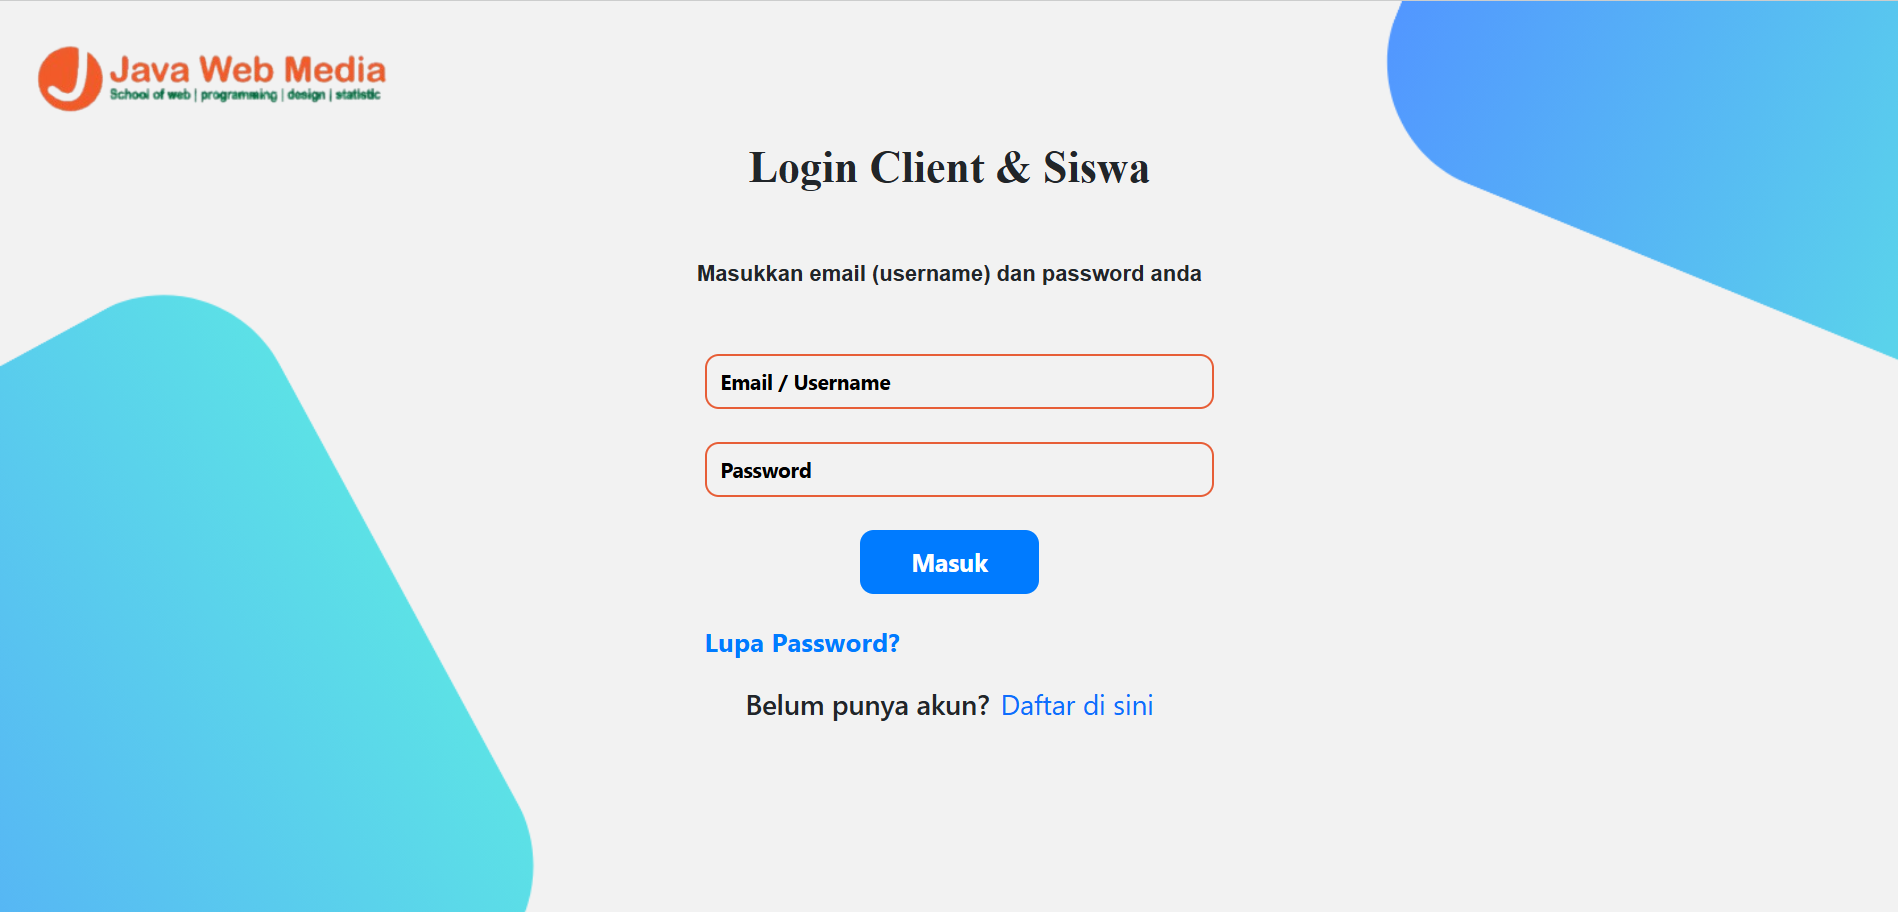 Java Web Media
School of web | programming | design | statistic
Login Client & Siswa
Masukkan email (username) dan password anda
Email / Username
Password
Masuk
Lupa Password?
Belum punya akun? Daftar di sini